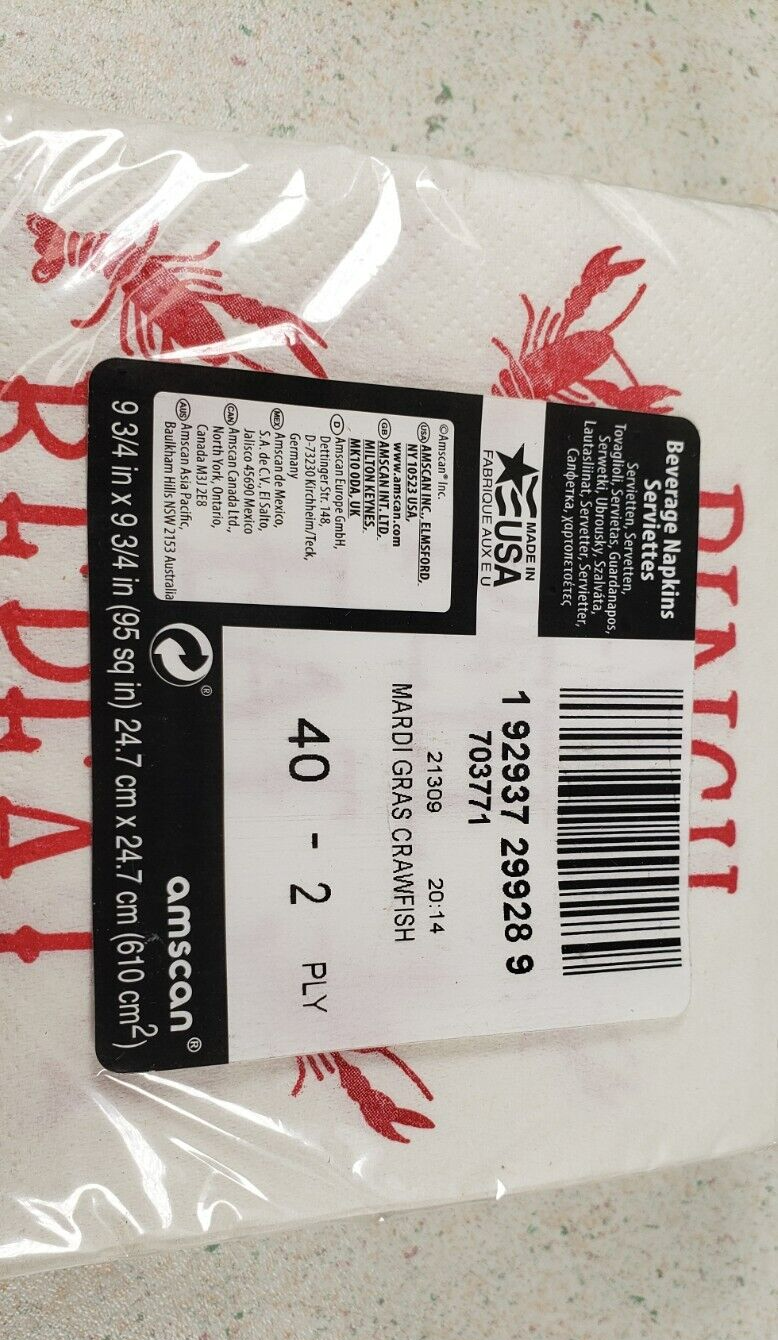 PINCH
PEEL
EAT
Beverage Napkins
Serviettes
Servietten, Servetten,
Tovaglioli, Servietas, Guardanapos,
Serwetki, Ubrousky, Szalváta,
Lautasliinat, Servetter, Servietter,
Салфетка, χαρτοπετσέτες
MADE IN
USA
FABRIQUE AUX E U
©Amscan® Inc.
USA AMSCAN INC., ELMSFORD,
NY 10523 USA,
www.amscan.com
GB AMSCAN INT. LTD.
MILTON KEYNES,
MK10 0DA, UK
D Amscan Europe GmbH,
Dettinger Str. 148,
D-73230 Kirchheim/Teck,
Germany
MEX Amscan de Mexico,
S.A. de C.V. El Salto,
Jalisco 45690 Mexico
CAN Amscan Canada Ltd.,
North York, Ontario,
Canada M3J 2E8
AUS Amscan Asia Pacific,
Baulkham Hills NSW 2153 Australia
1 92937 29928 9
703771
21309 20:14
MARDI GRAS CRAWFISH
40 - 2 PLY
®
amscan®
9 3/4 in x 9 3/4 in (95 sq in) 24.7 cm x 24.7 cm (610 cm²)